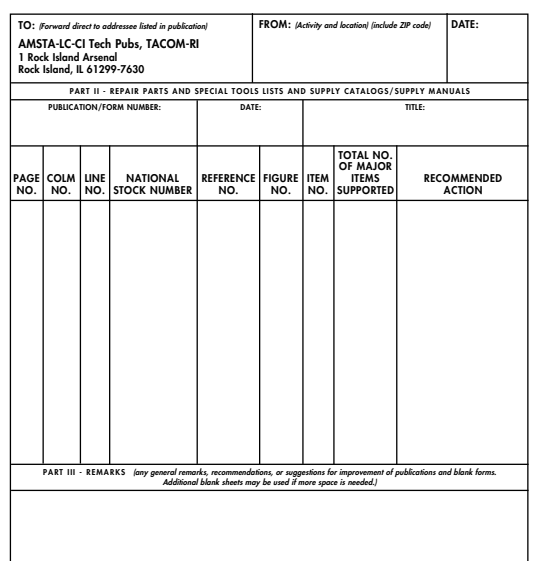 TO: (Forward direct to addressee listed in publication)
AMSTA-LC-CI Tech Pubs, TACOM-RI
1 Rock Island Arsenal
Rock Island, IL 61299-7630
FROM: (Activity and location) (include ZIP code)
DATE:
PART II - REPAIR PARTS AND SPECIAL TOOLS LISTS AND SUPPLY CATALOGS/SUPPLY MANUALS
PUBLICATION/FORM NUMBER:
DATE:
TITLE:
PAGE
NO.
COLM
NO.
LINE
NO.
NATIONAL
STOCK NUMBER
REFERENCE
NO.
FIGURE
NO.
ITEM
NO.
TOTAL NO.
OF MAJOR
ITEMS
SUPPORTED
RECOMMENDED
ACTION
PART III - REMARKS (any general remarks, recommendations, or suggestions for improvement of publications and blank forms.
Additional blank sheets may be used if more space is needed.)